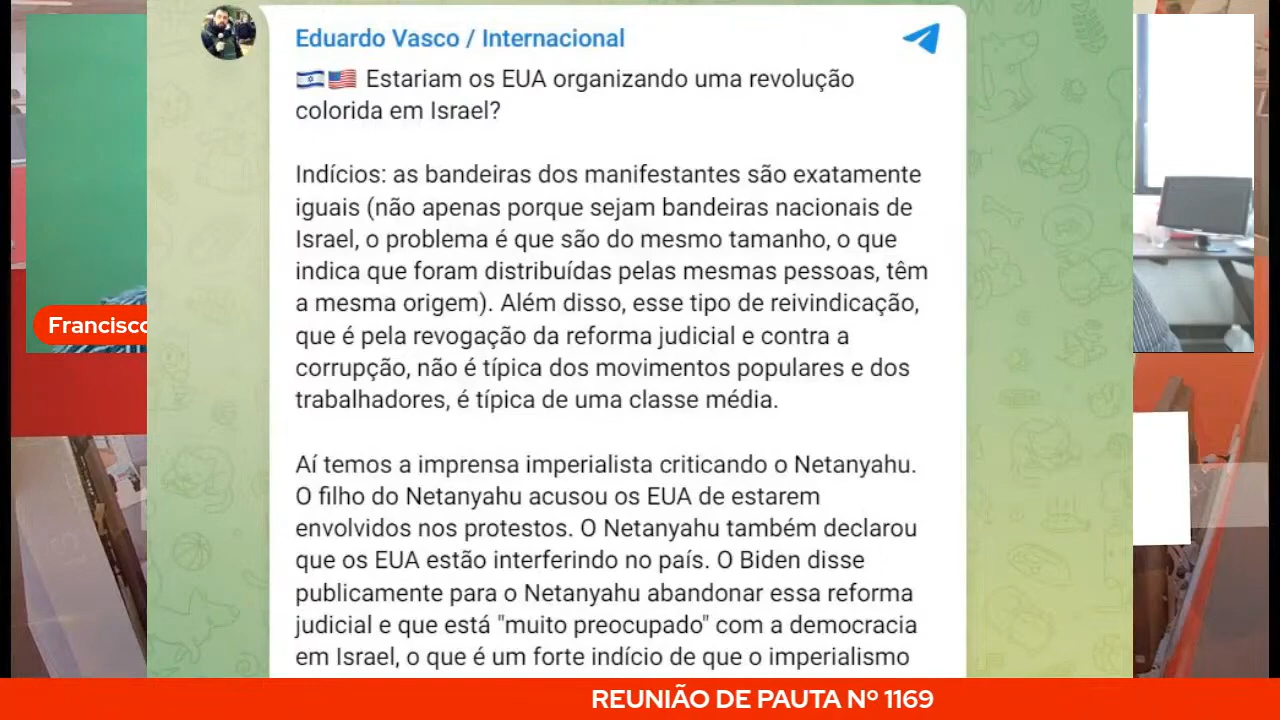 Eduardo Vasco / Internacional
🇮🇱🇺🇸 Estariam os EUA organizando uma revolução
colorida em Israel?
Indícios: as bandeiras dos manifestantes são exatamente
iguais (não apenas porque sejam bandeiras nacionais de
Israel, o problema é que são do mesmo tamanho, o que
indica que foram distribuídas pelas mesmas pessoas, têm
a mesma origem). Além disso, esse tipo de reivindicação,
que é pela revogação da reforma judicial e contra a
corrupção, não é típica dos movimentos populares e dos
trabalhadores, é típica de uma classe média.
Aí temos a imprensa imperialista criticando o Netanyahu.
O filho do Netanyahu acusou os EUA de estarem
envolvidos nos protestos. O Netanyahu também declarou
que os EUA estão interferindo no país. O Biden disse
publicamente para o Netanyahu abandonar essa reforma
judicial e que está "muito preocupado" com a democracia
em Israel, o que é um forte indício de que o imperialismo
Francisco
REUNIÃO DE PAUTA Nº 1169